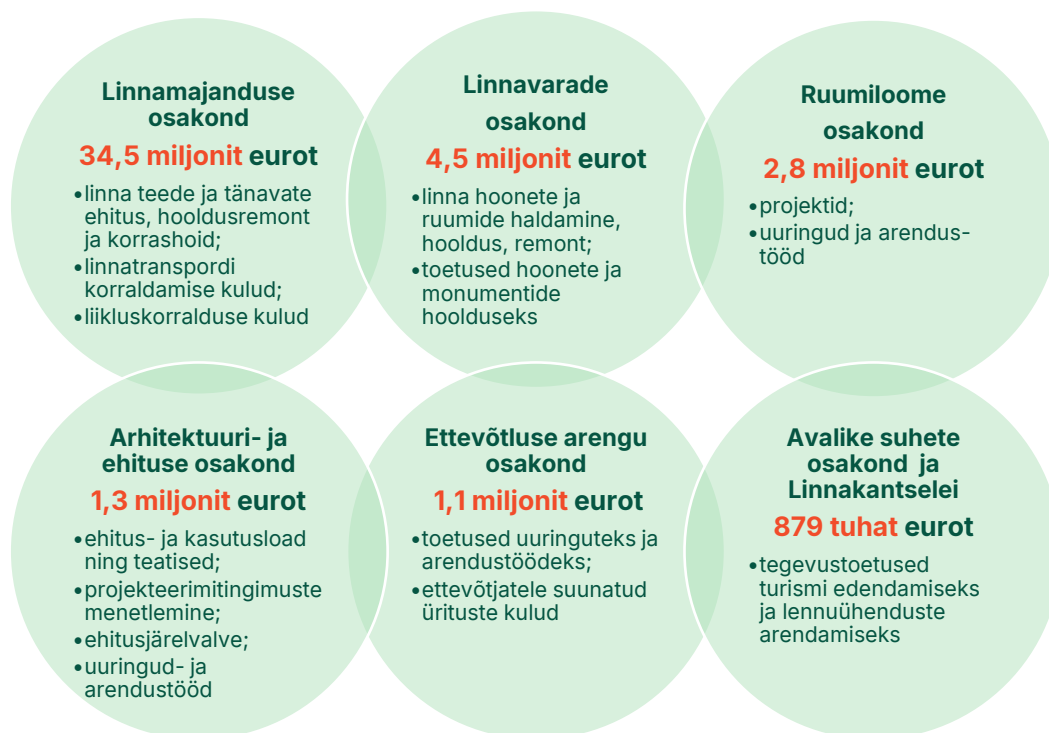 Linnamajanduse
osakond
34,5 miljonit eurot
•linna teede ja tänavate
ehitus, hooldusremont
ja korrashoid;
•linnatranspordi
korraldamise kulud;
•liikluskorralduse kulud
Linnavarade
osakond
4,5 miljonit eurot
•linna hoonete ja
ruumide haldamine,
hooldus, remont;
•toetused hoonete ja
monumentide
hoolduseks
Ruumiloome
osakond
2,8 miljonit eurot
•projektid;
•uuringud ja arendus-
tööd
Arhitektuuri- ja
ehituse osakond
1,3 miljonit eurot
•ehitus- ja kasutusload
ning teatised;
•projekteerimitingimuste
menetlemine;
•ehitusjärelvalve;
•uuringud- ja
arendustööd
Ettevõtluse arengu
osakond
1,1 miljonit eurot
•toetused uuringuteks ja
arendustöödeks;
•ettevõtjatele suunatud
ürituste kulud
Avalike suhete
osakond ja
Linnakantselei
879 tuhat eurot
•tegevustoetused
turismi edendamiseks
ja lennuühenduste
arendamiseks